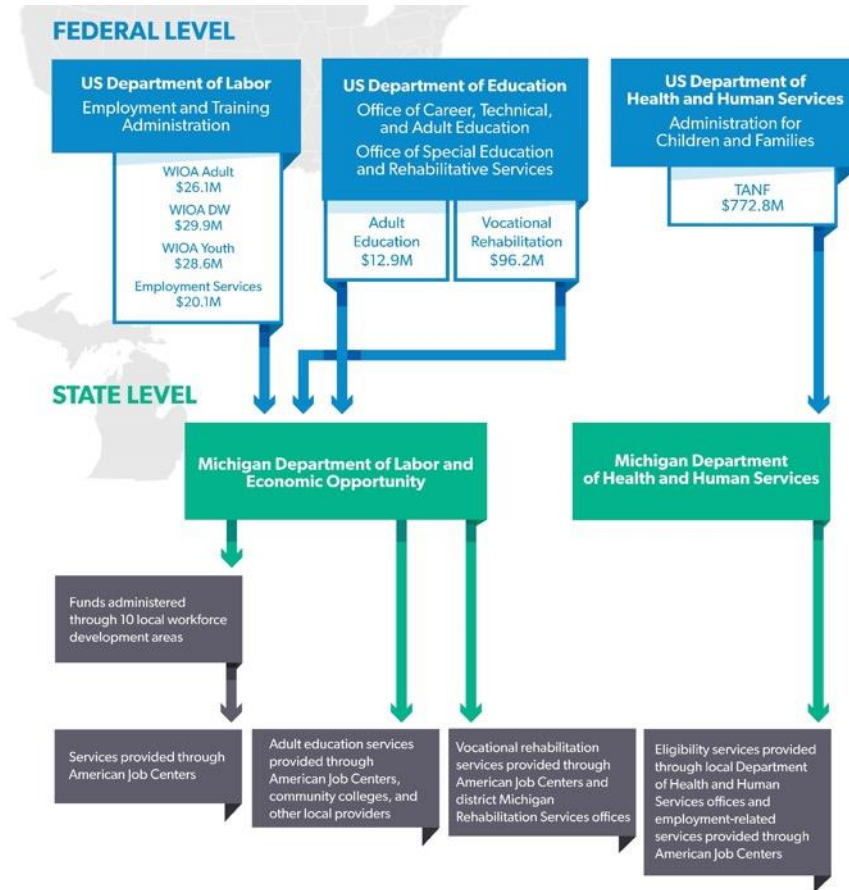 FEDERAL LEVEL
US Department of Labor
Employment and Training
Administration
WIOA Adult
$26.1M
WIOA DW
$29.9M
WIOA Youth
$28.6M
Employment Services
$20.1M
US Department of Education
Office of Career, Technical,
and Adult Education
Office of Special Education
and Rehabilitative Services
Adult
Education
$12.9M
Vocational
Rehabilitation
$96.2M
US Department of
Health and Human Services
Administration for
Children and Families
TANF
$772.8M
STATE LEVEL
Michigan Department of Labor and
Economic Opportunity
Michigan Department
of Health and Human Services
Funds administered
through 10 local workforce
development areas
Services provided through
American Job Centers
Adult education services
provided through
American Job Centers,
community colleges, and
other local providers
Vocational rehabilitation
services provided through
American Job Centers and
district Michigan
Rehabilitation Services offices
Eligibility services provided
through local Department
of Health and Human
Services offices and
employment-related
services provided through
American Job Centers